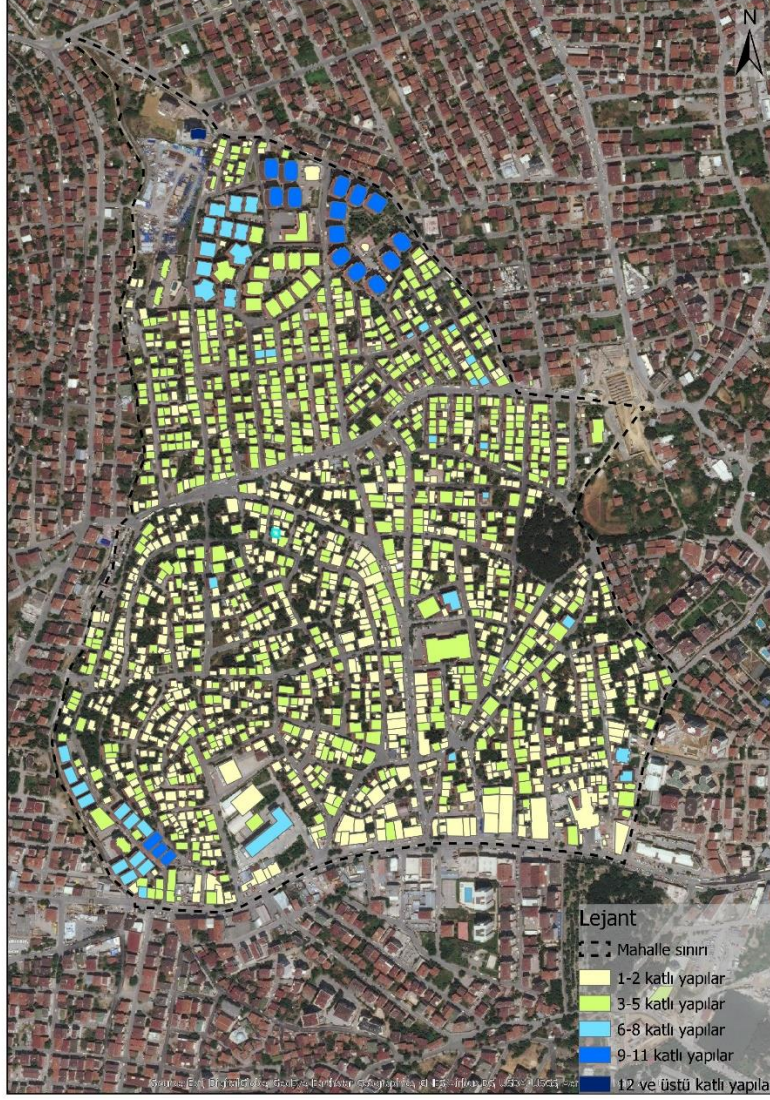 N
Lejant
Mahalle sınırı
1-2 katlı yapılar
3-5 katlı yapılar
6-8 katlı yapılar
9-11 katlı yapılar
12 ve üstü katlı yapıla